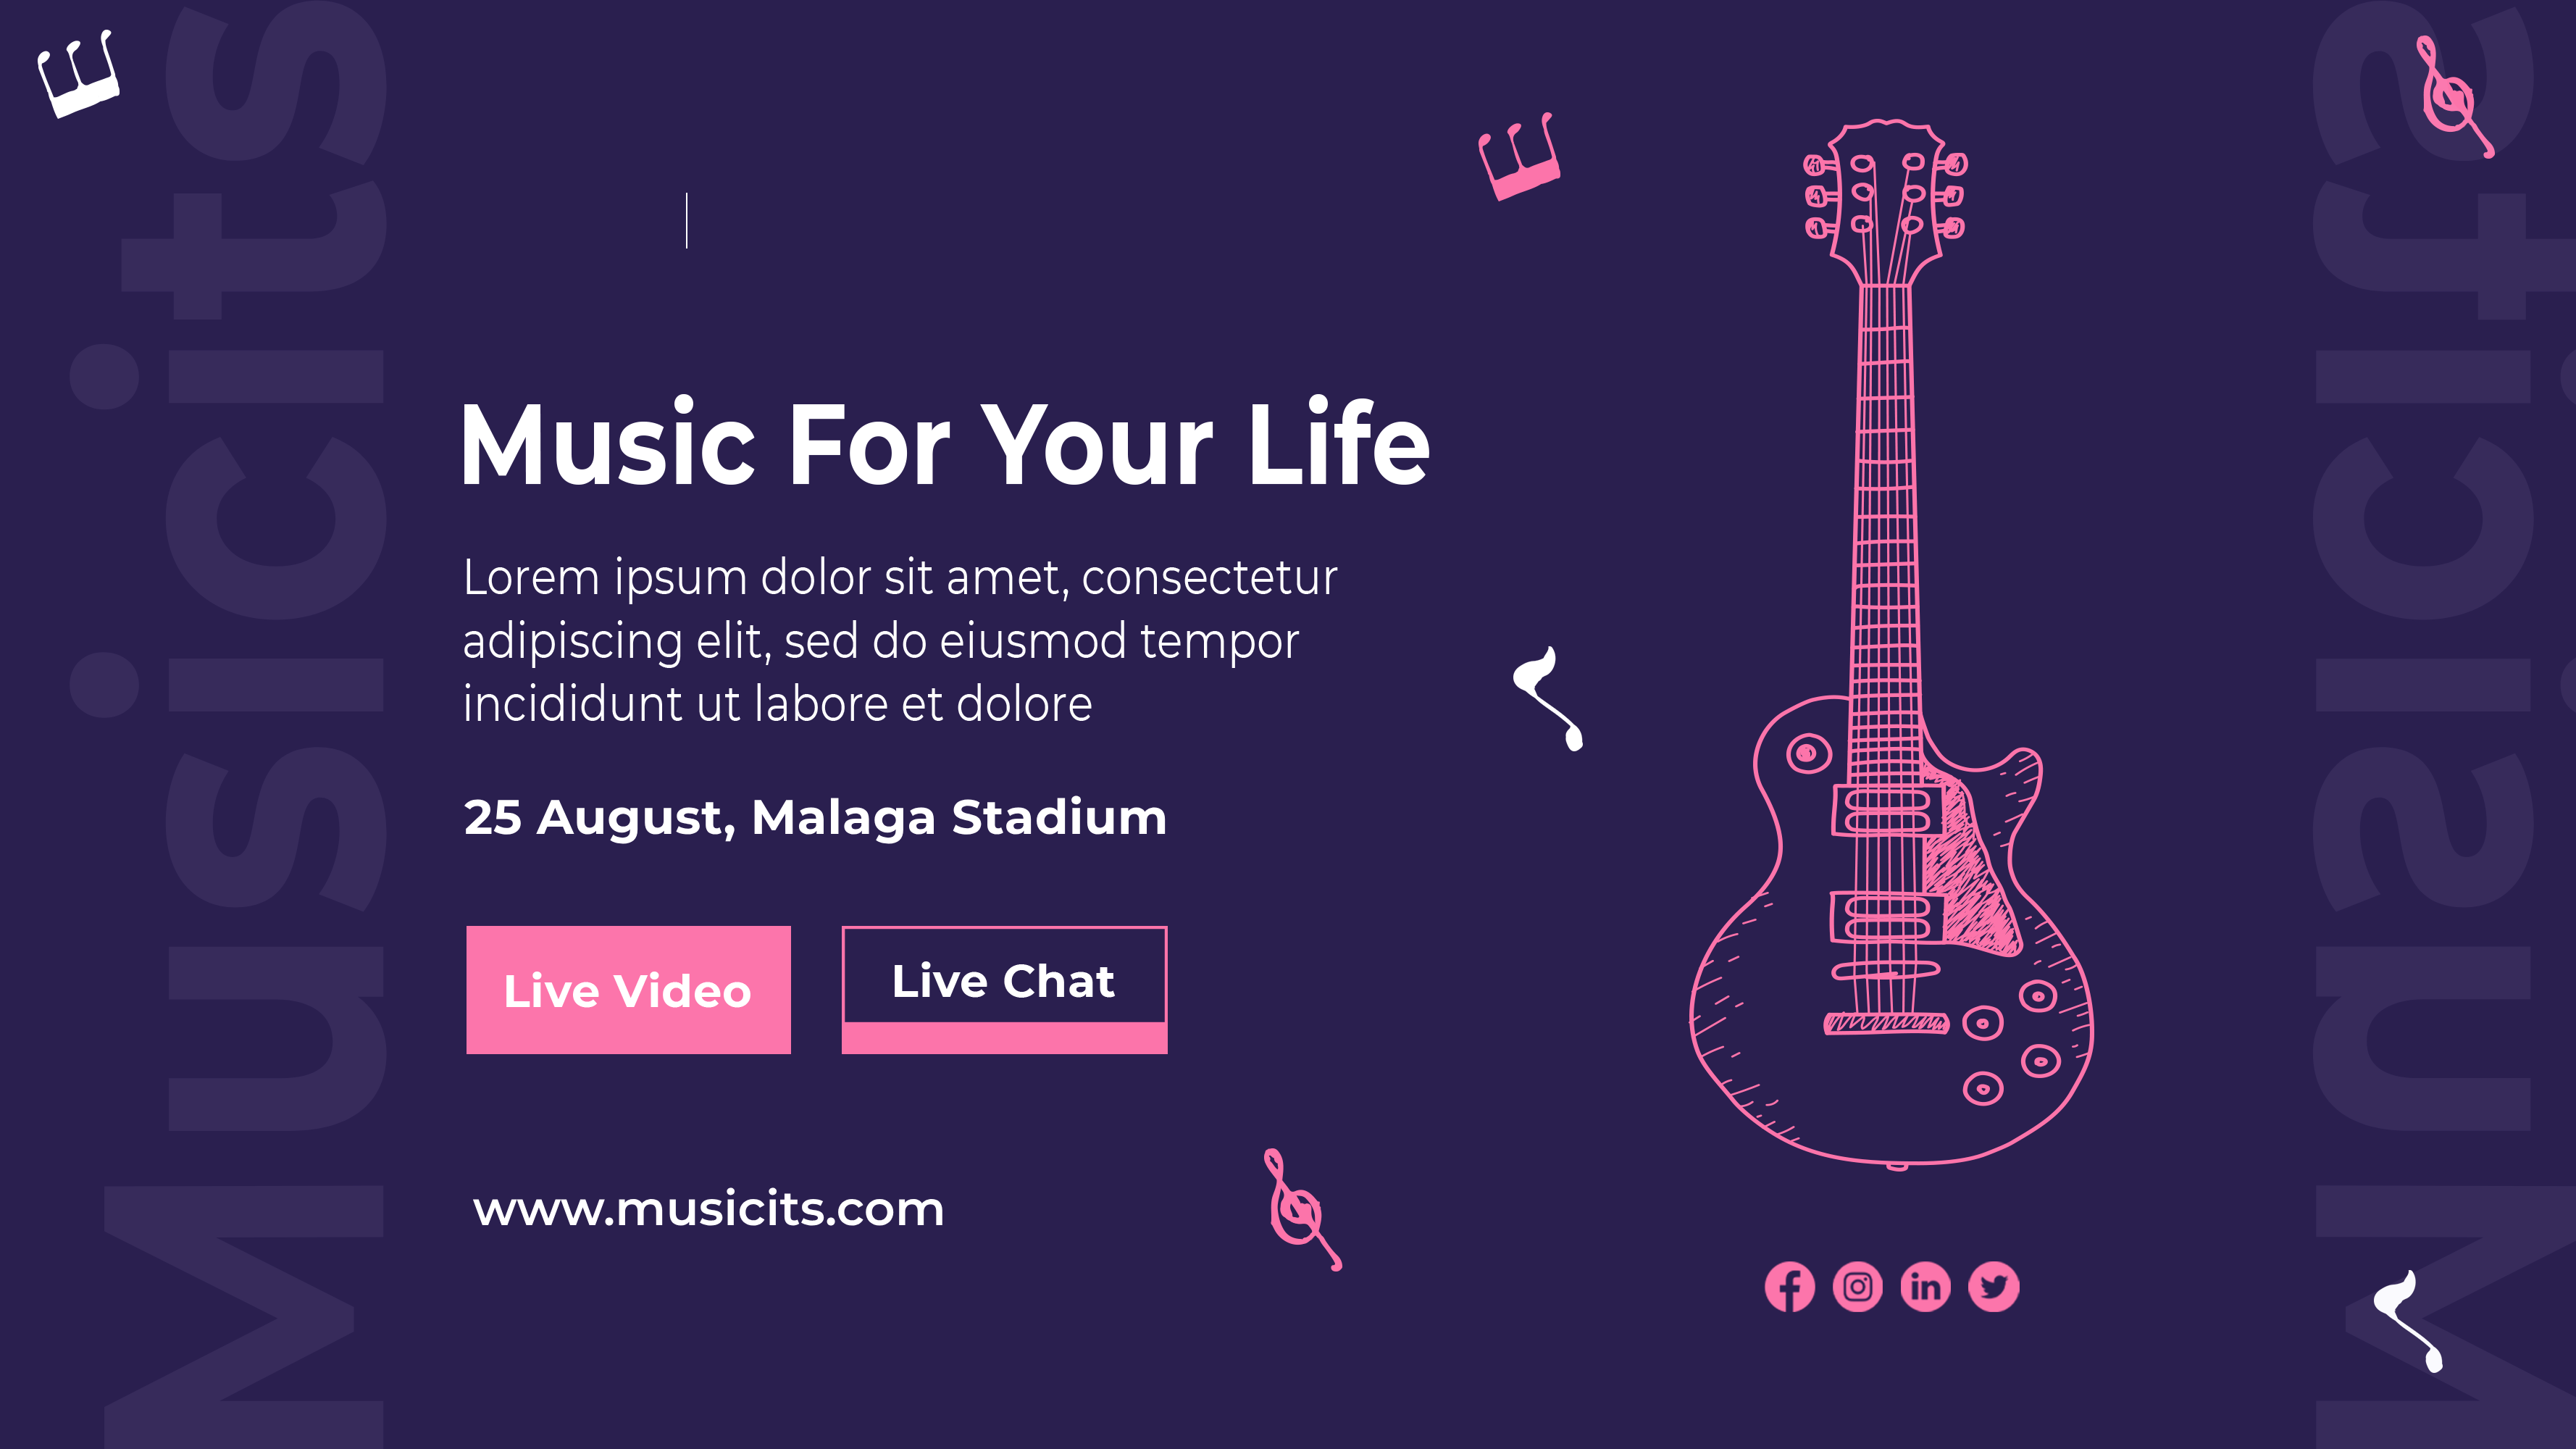 Musicits
Music For Your Life
Lorem ipsum dolor sit amet, consectetur
adipiscing elit, sed do eiusmod tempor
incididunt ut labore et dolore
25 August, Malaga Stadium
Live Video
Live Chat
www.musicits.com
in
Musicits